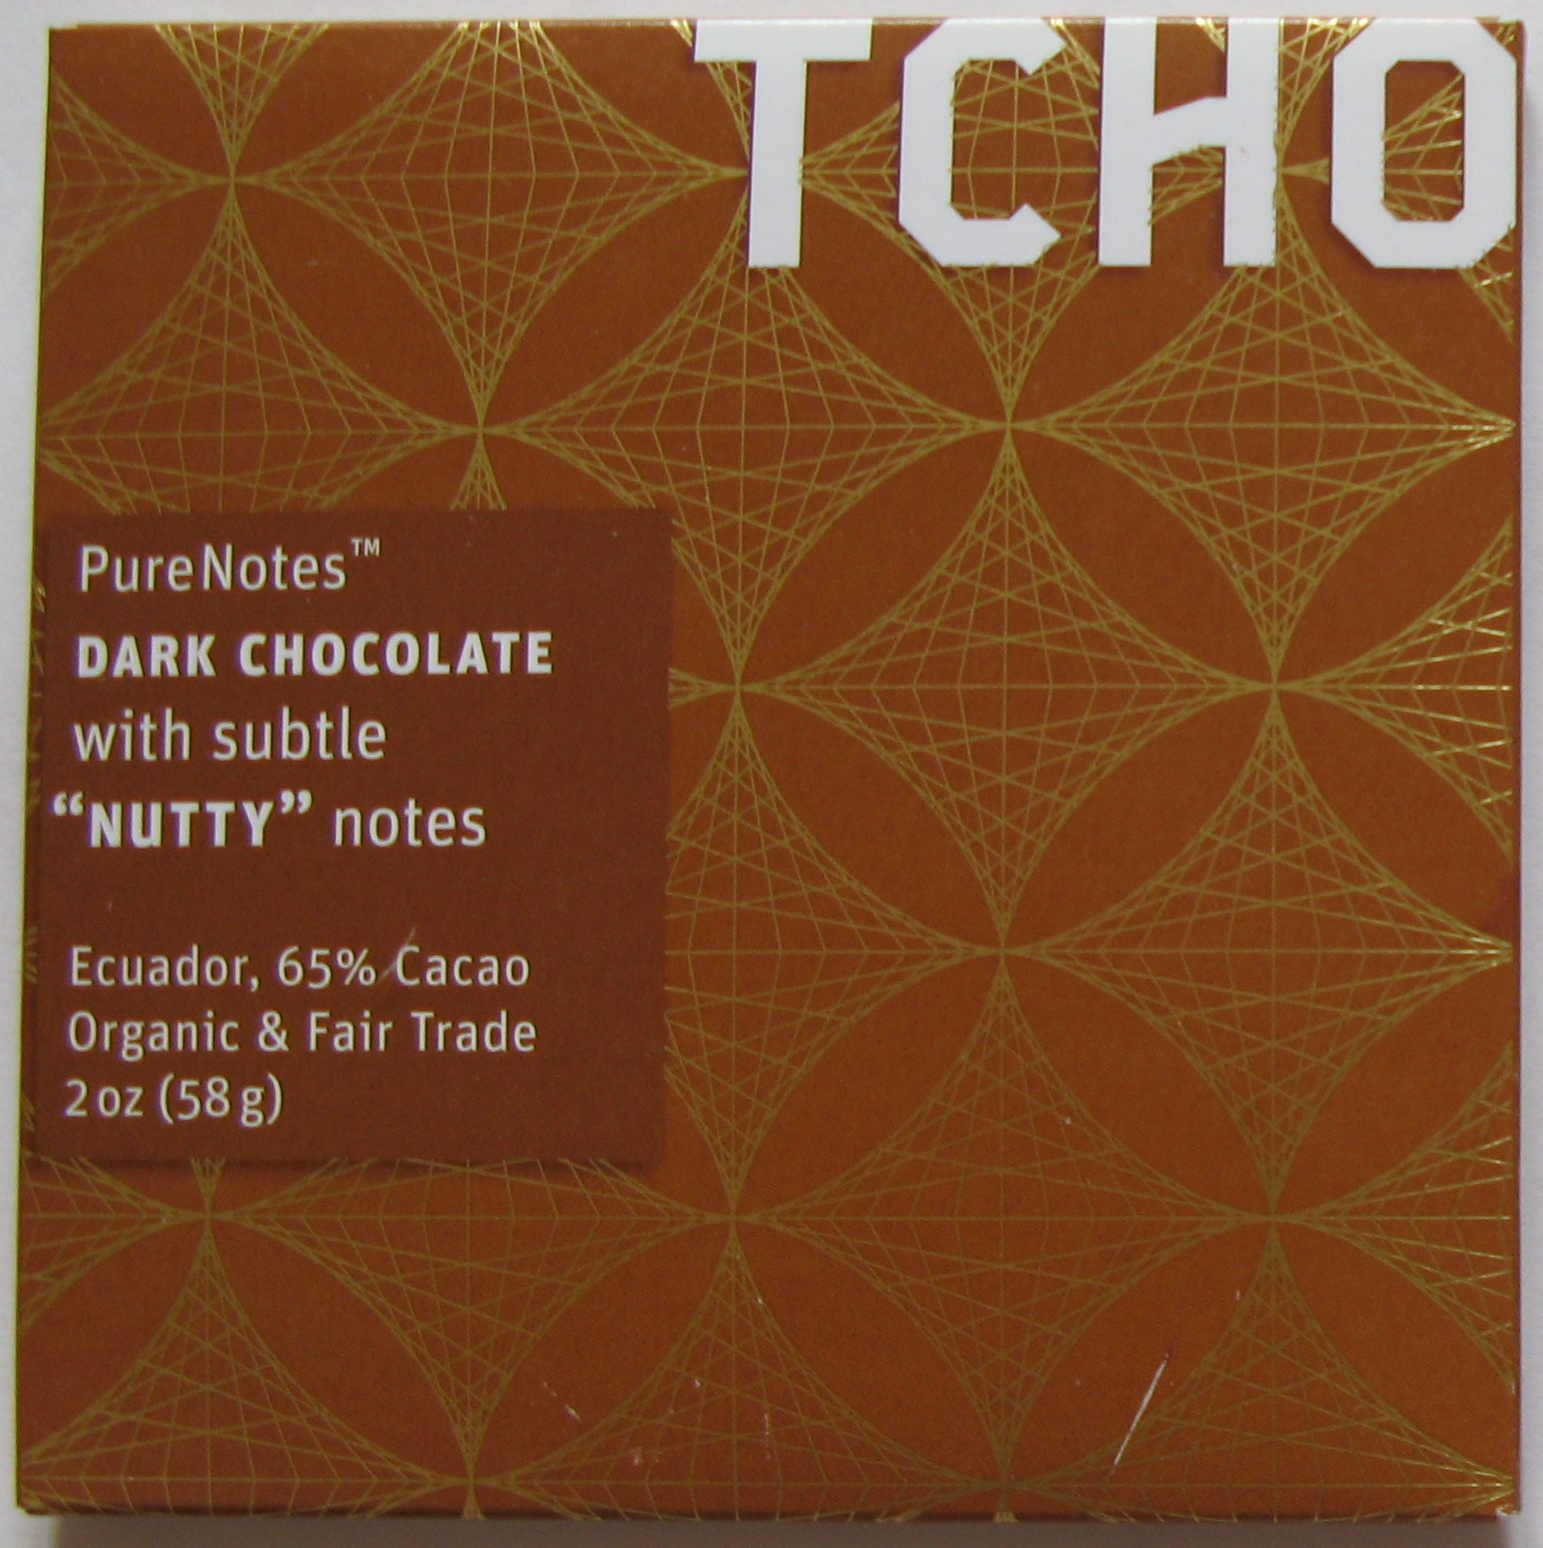 TCHO
PureNotes™
DARK CHOCOLATE
with subtle
“NUTTY” notes
Ecuador, 65% Cacao
Organic & Fair Trade
2 oz (58 g)